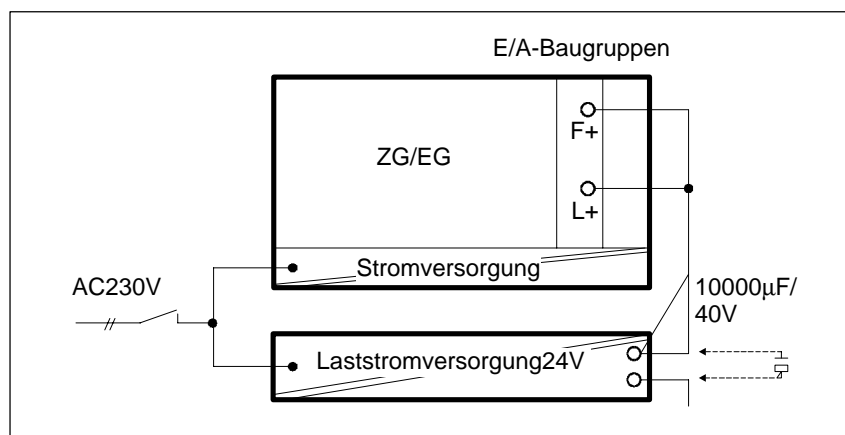 E/A-Baugruppen
F+
ZG/EG
L+
Stromversorgung
AC230V
10000µF/
40V
Laststromversorgung24V